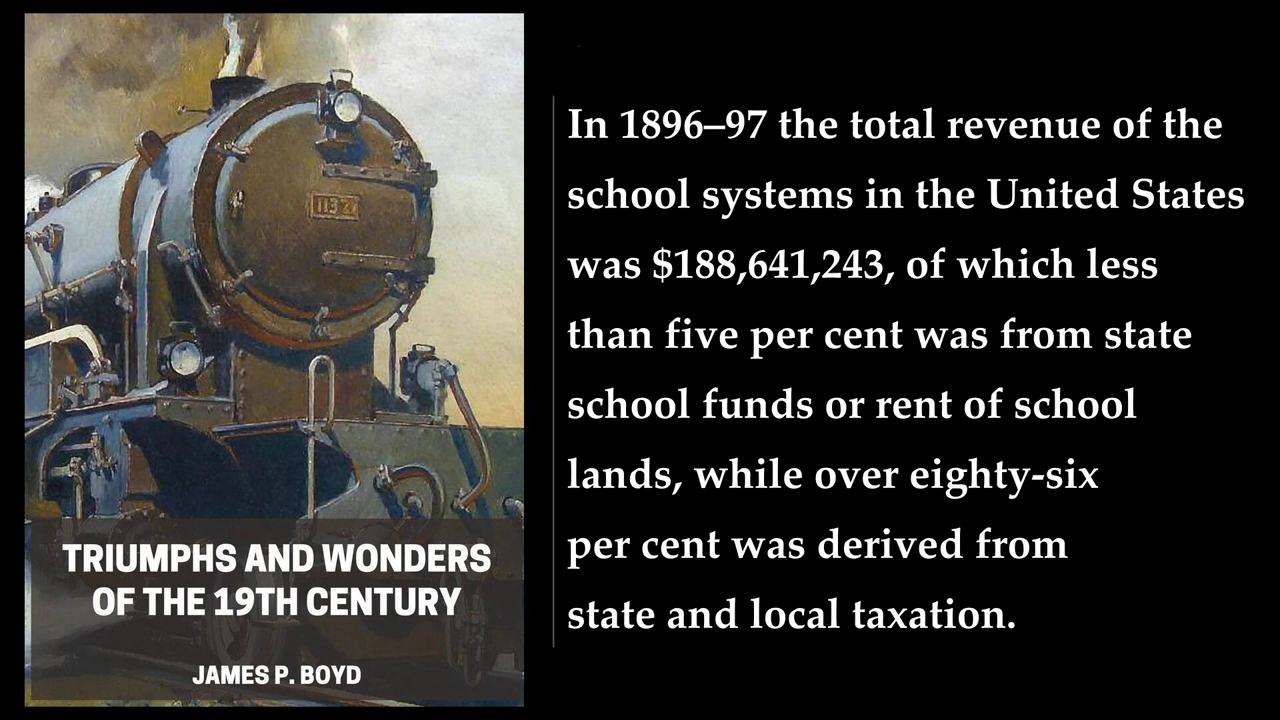 TRIUMPHS AND WONDERS
OF THE 19TH CENTURY
JAMES P. BOYD
In 1896–97 the total revenue of the
school systems in the United States
was $188,641,243, of which less
than five per cent was from state
school funds or rent of school
lands, while over eighty-six
per cent was derived from
state and local taxation.